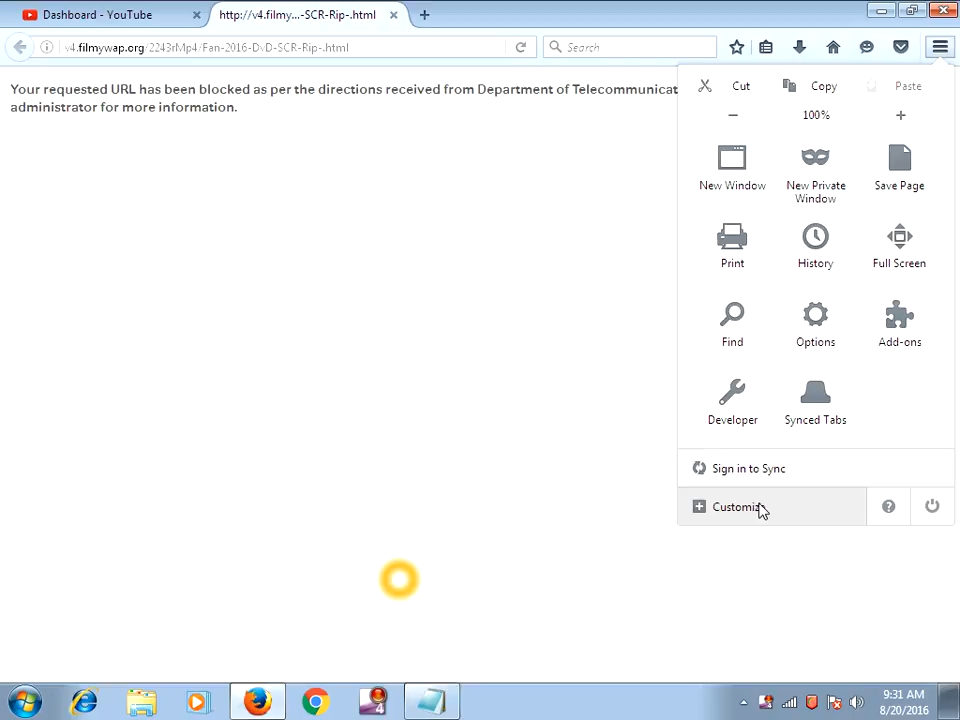 Dashboard - YouTube
http://v4.filmy...-SCR-Rip-.html
v4.filmywap.org/2243rMp4/Fan-2016-DvD-SCR-Rip-.html
Search
Your requested URL has been blocked as per the directions received from Department of Telecommunicat
administrator for more information.
Cut
Copy
Paste
100%
New Window
New Private
Window
Save Page
Print
History
Full Screen
Find
Options
Add-ons
Developer
Synced Tabs
Sign in to Sync
Customize
4
9:31 AM
8/20/2016